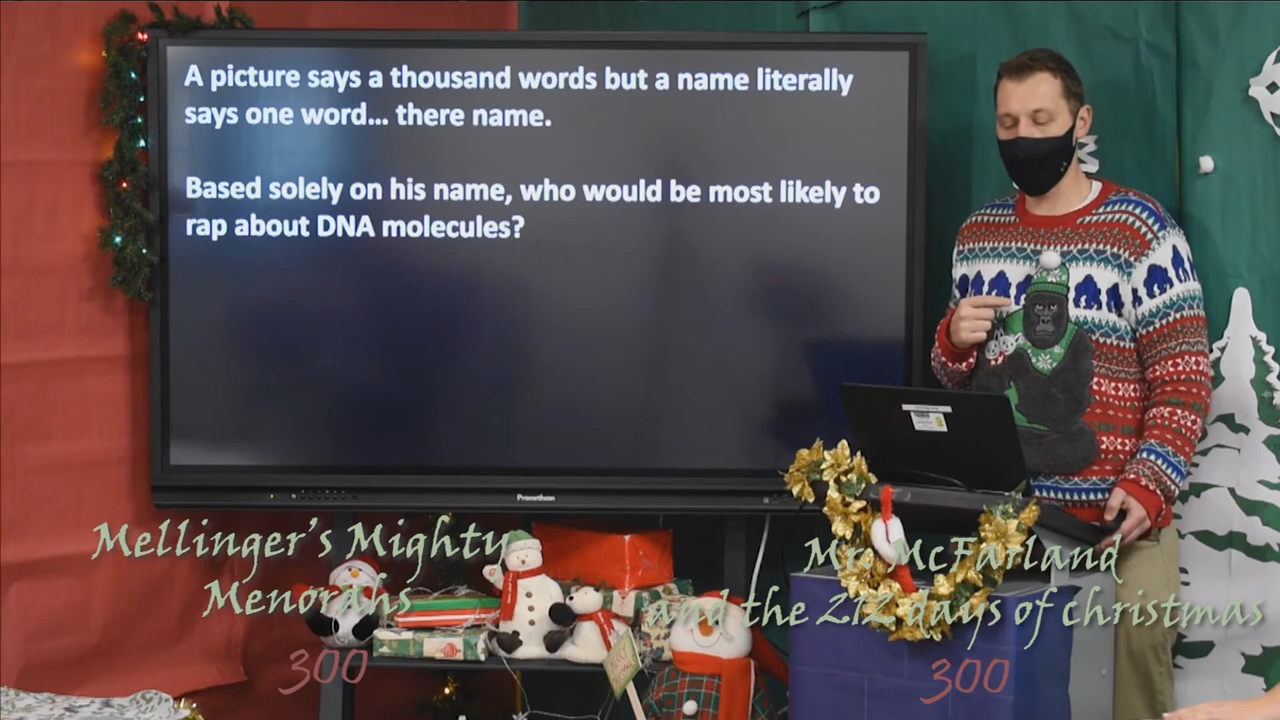 A picture says a thousand words but a name literally
says one word... there name.
Based solely on his name, who would be most likely to
rap about DNA molecules?
Promethean
Mellinger's Mighty
Menorahs
300
Mr. McFarland
and the 212 days of christmas
300